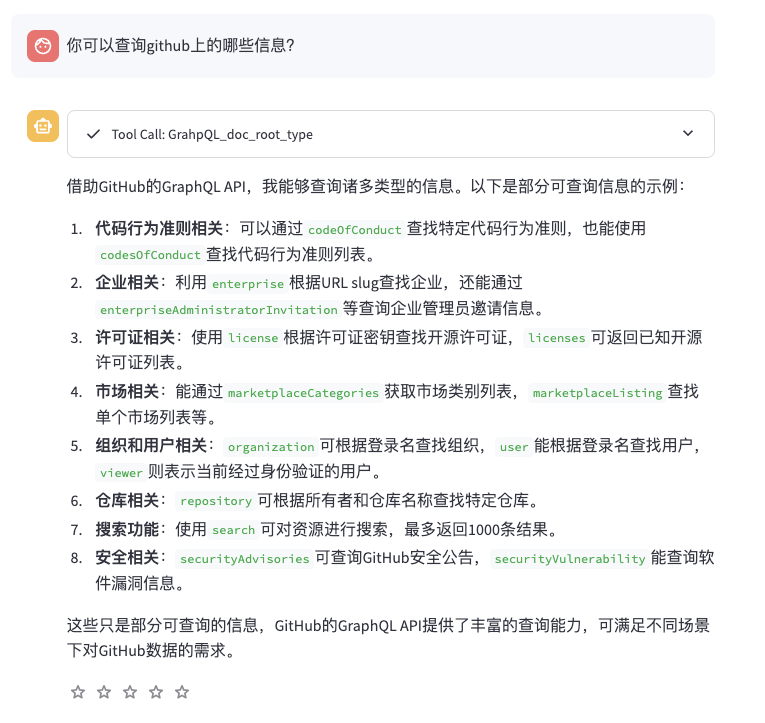 你可以查询github上的哪些信息?
Tool Call: GrahpQL_doc_root_type
借助GitHub的GraphQL API，我能够查询诸多类型的信息。以下是部分可查询信息的示例：
1. 代码行为准则相关：可以通过 codeOfConduct 查找特定代码行为准则，也能使用
codesOfConduct 查找代码行为准则列表。
2. 企业相关：利用 enterprise 根据URL slug查找企业，还能通过
enterpriseAdministratorInvitation 等查询企业管理员邀请信息。
3. 许可证相关：使用 license 根据许可证密钥查找开源许可证，licenses 可返回已知开源
许可证列表。
4. 市场相关：能通过 marketplaceCategories 获取市场类别列表，marketplaceListing 查找
单个市场列表等。
5. 组织和用户相关：organization 可根据登录名查找组织，user 能根据登录名查找用户，
viewer 则表示当前经过身份验证的用户。
6. 仓库相关：repository 可根据所有者和仓库名称查找特定仓库。
7. 搜索功能：使用 search 可对资源进行搜索，最多返回1000条结果。
8. 安全相关：securityAdvisories 可查询GitHub安全公告，securityVulnerability 能查询软
件漏洞信息。
这些只是部分可查询的信息，GitHub的GraphQL API提供了丰富的查询能力，可满足不同场景
下对GitHub数据的需求。